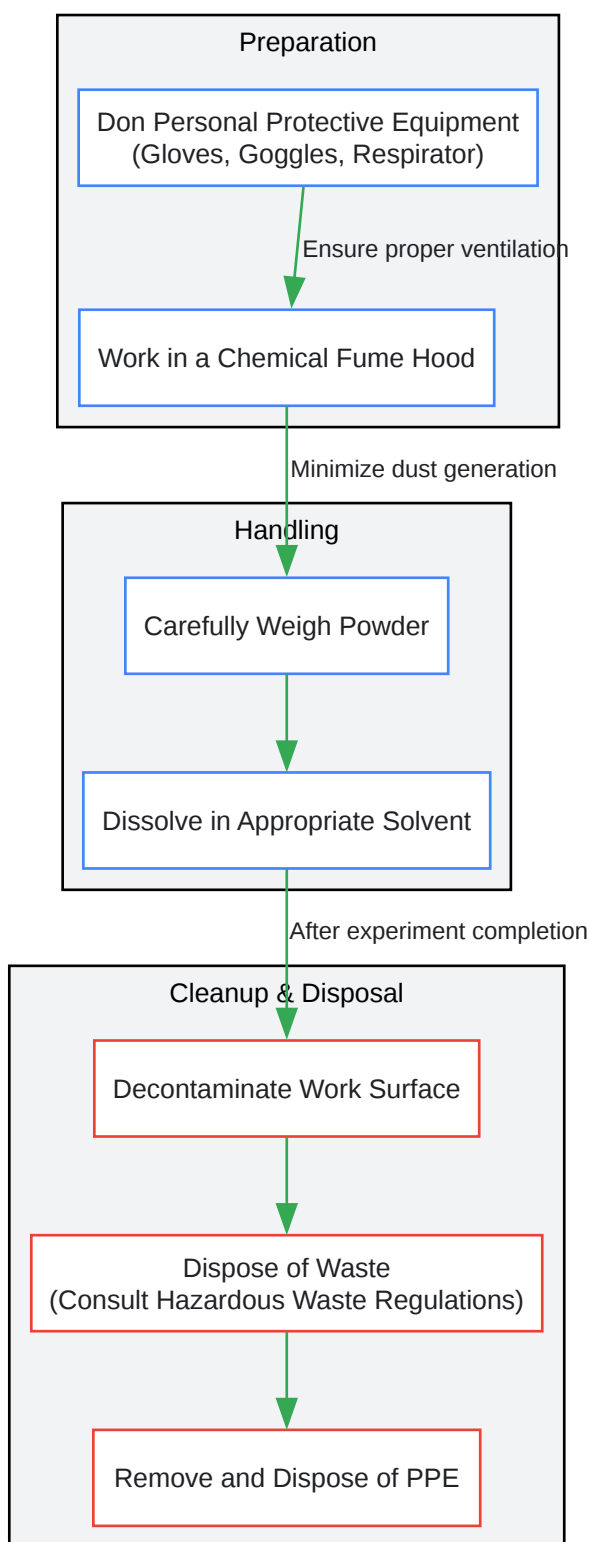 Preparation
Don Personal Protective Equipment
(Gloves, Goggles, Respirator)
Ensure proper ventilation
Work in a Chemical Fume Hood
Minimize dust generation
Handling
Carefully Weigh Powder
Dissolve in Appropriate Solvent
After experiment completion
Cleanup & Disposal
Decontaminate Work Surface
Dispose of Waste
(Consult Hazardous Waste Regulations)
Remove and Dispose of PPE